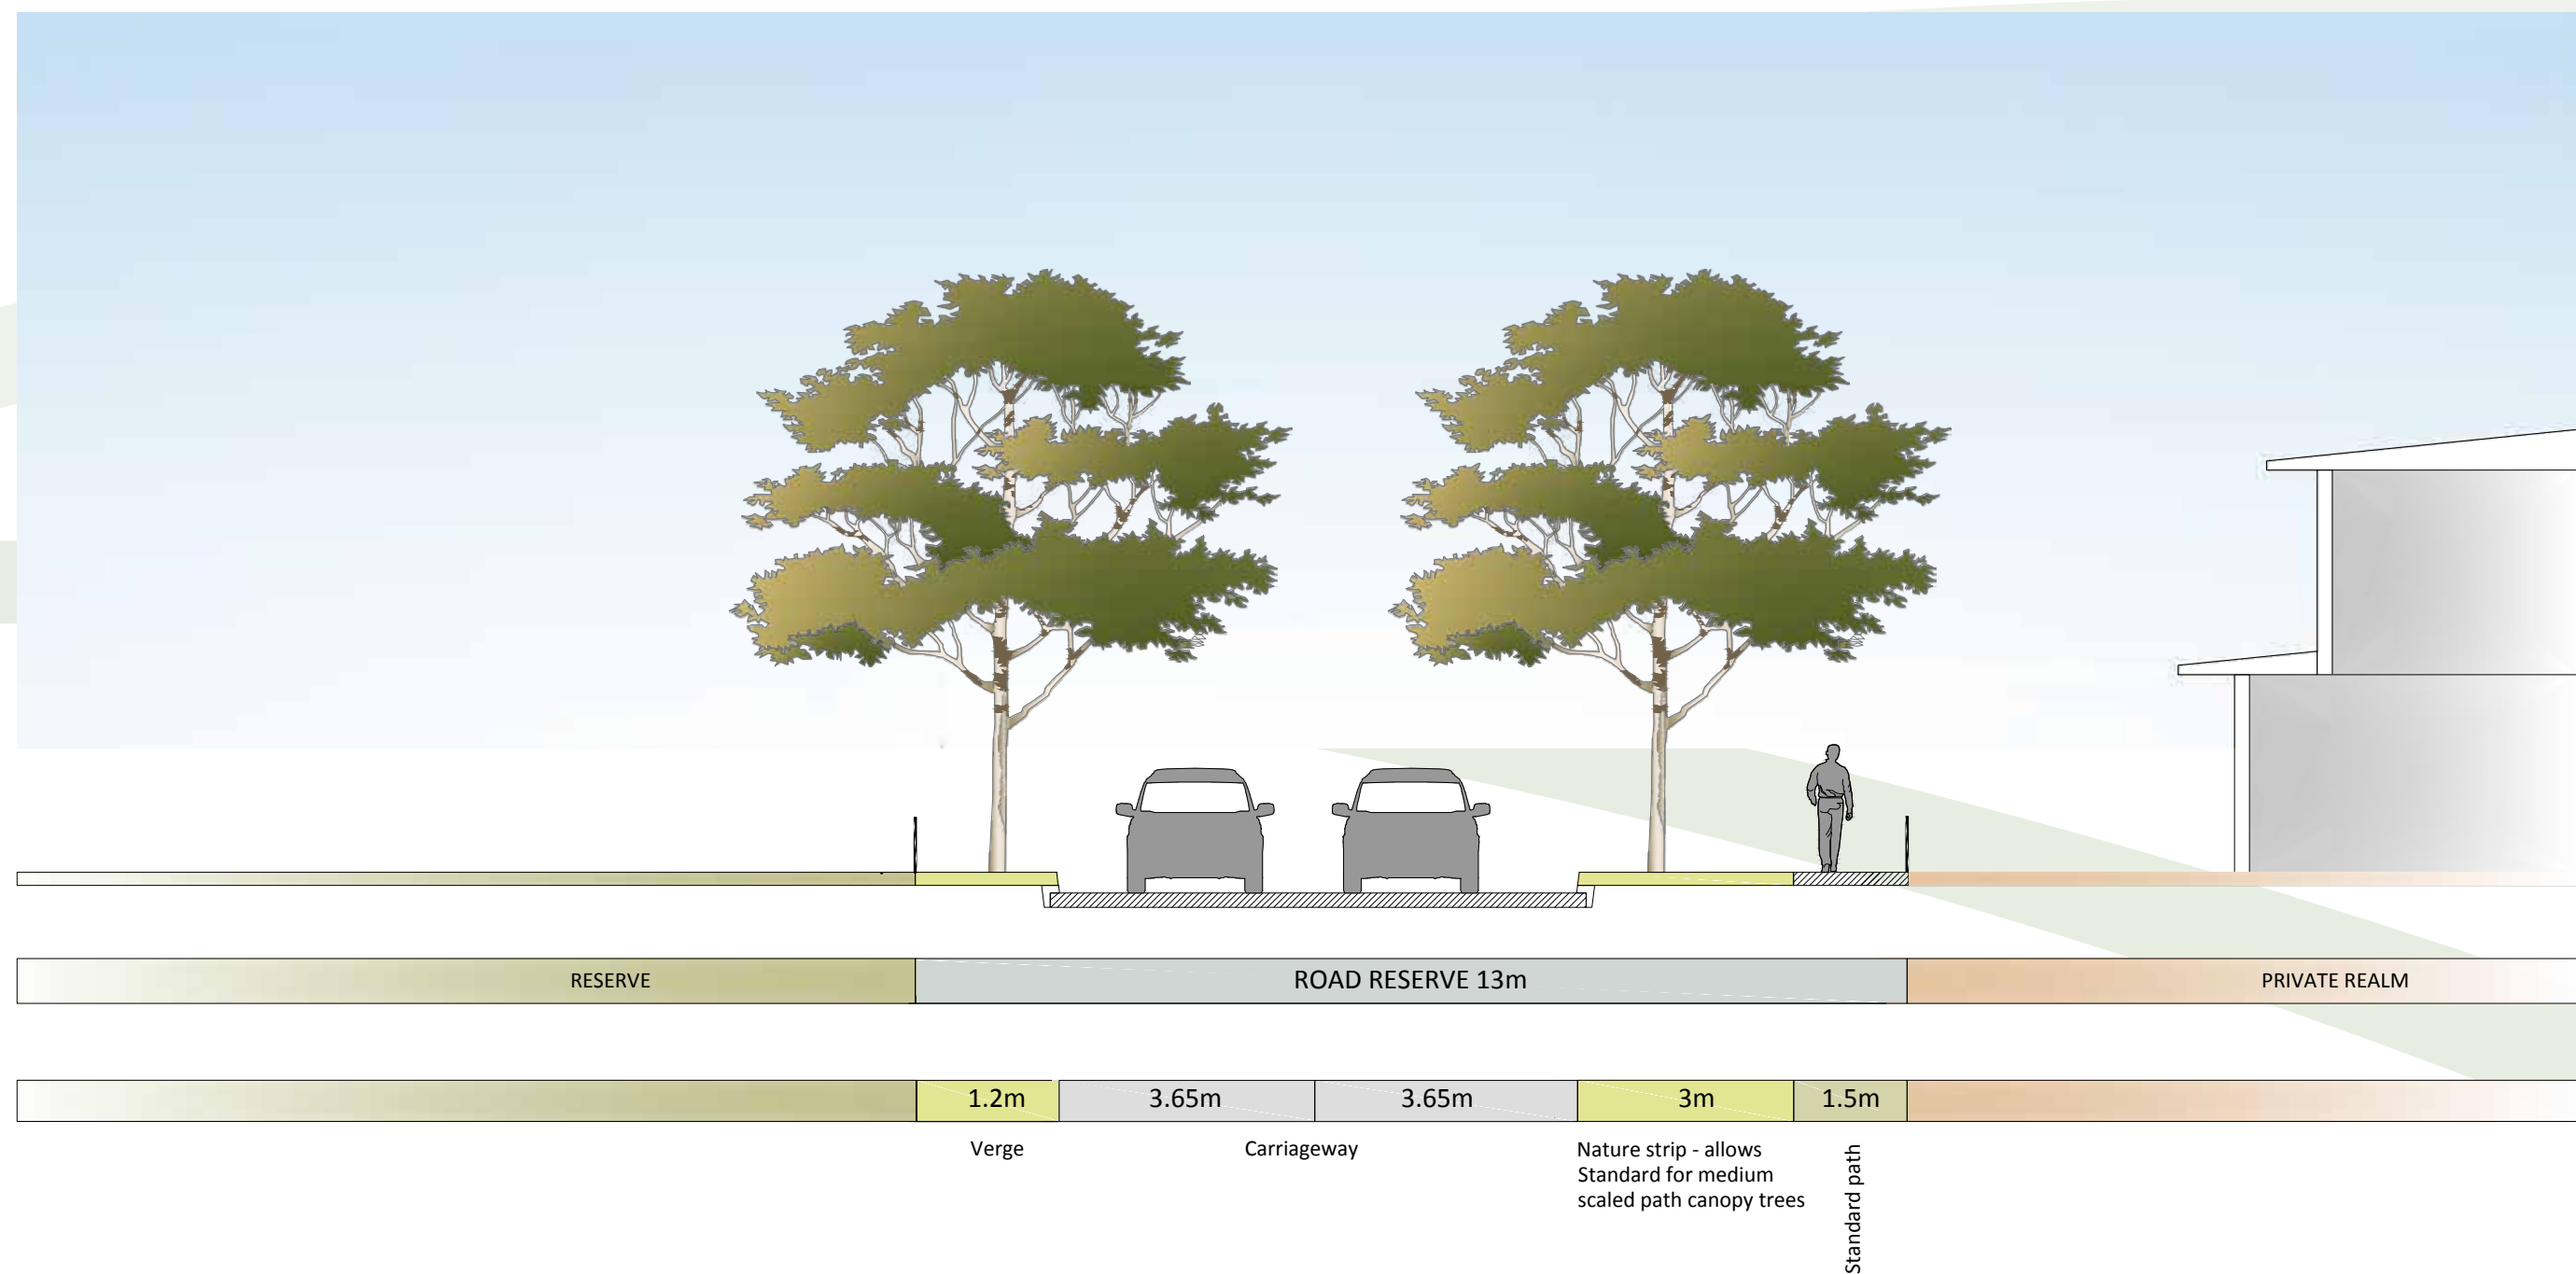 RESERVE
ROAD RESERVE 13m
PRIVATE REALM
1.2m
3.65m
3.65m
3m
1.5m
Verge
Carriageway
Nature strip - allows
Standard for medium
scaled path canopy trees
Standard path